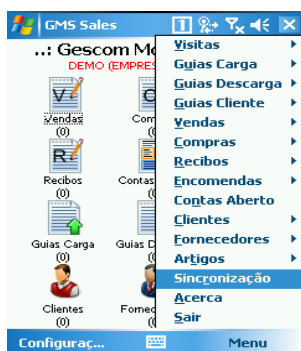 GMS Sales
..: Gescom Mo
DEMO (EMPRES
Vendas
(0)
Com
(0
Recibos
(0)
Contas
(0
Guias Carga
(0)
Guias D
(0
Clientes
(0)
Fornec
(0
Visitas
Guias Carga
Guias Descarga
Guias Cliente
Vendas
Compras
Recibos
Encomendas
Contas Aberto
Clientes
Fornecedores
Artigos
Sincronização
Acerca
Sair
Configuraç...
Menu